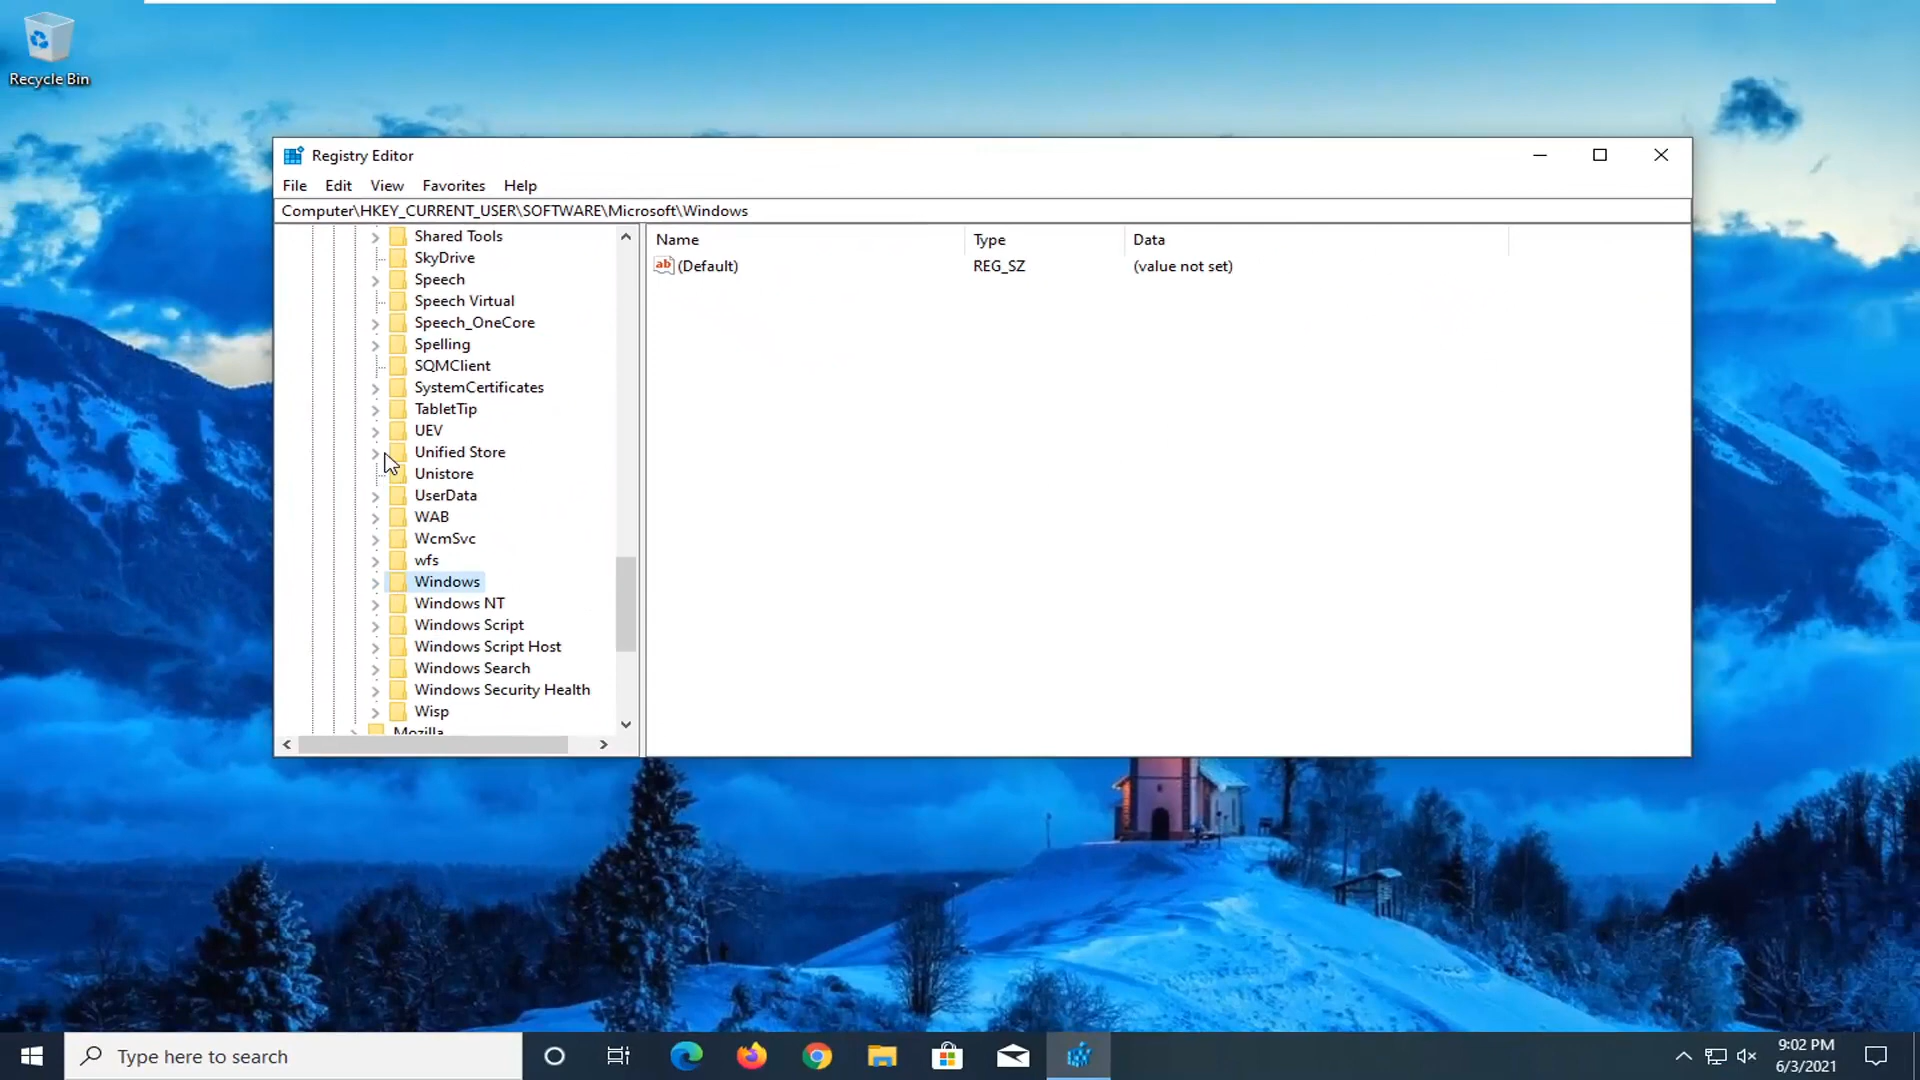 Recycle Bin
Registry Editor
File Edit View Favorites Help
Computer\HKEY_CURRENT_USER\SOFTWARE\Microsoft\Windows
Shared Tools
SkyDrive
Speech
Speech Virtual
Speech_OneCore
Spelling
SQMClient
SystemCertificates
TabletTip
UEV
Unified Store
Unistore
UserData
WAB
WcmSvc
wfs
Windows
Windows NT
Windows Script
Windows Script Host
Windows Search
Windows Security Health
Wisp
Mozilla
Name Type Data
ab (Default) REG_SZ (value not set)
Type here to search
9:02 PM
6/3/2021